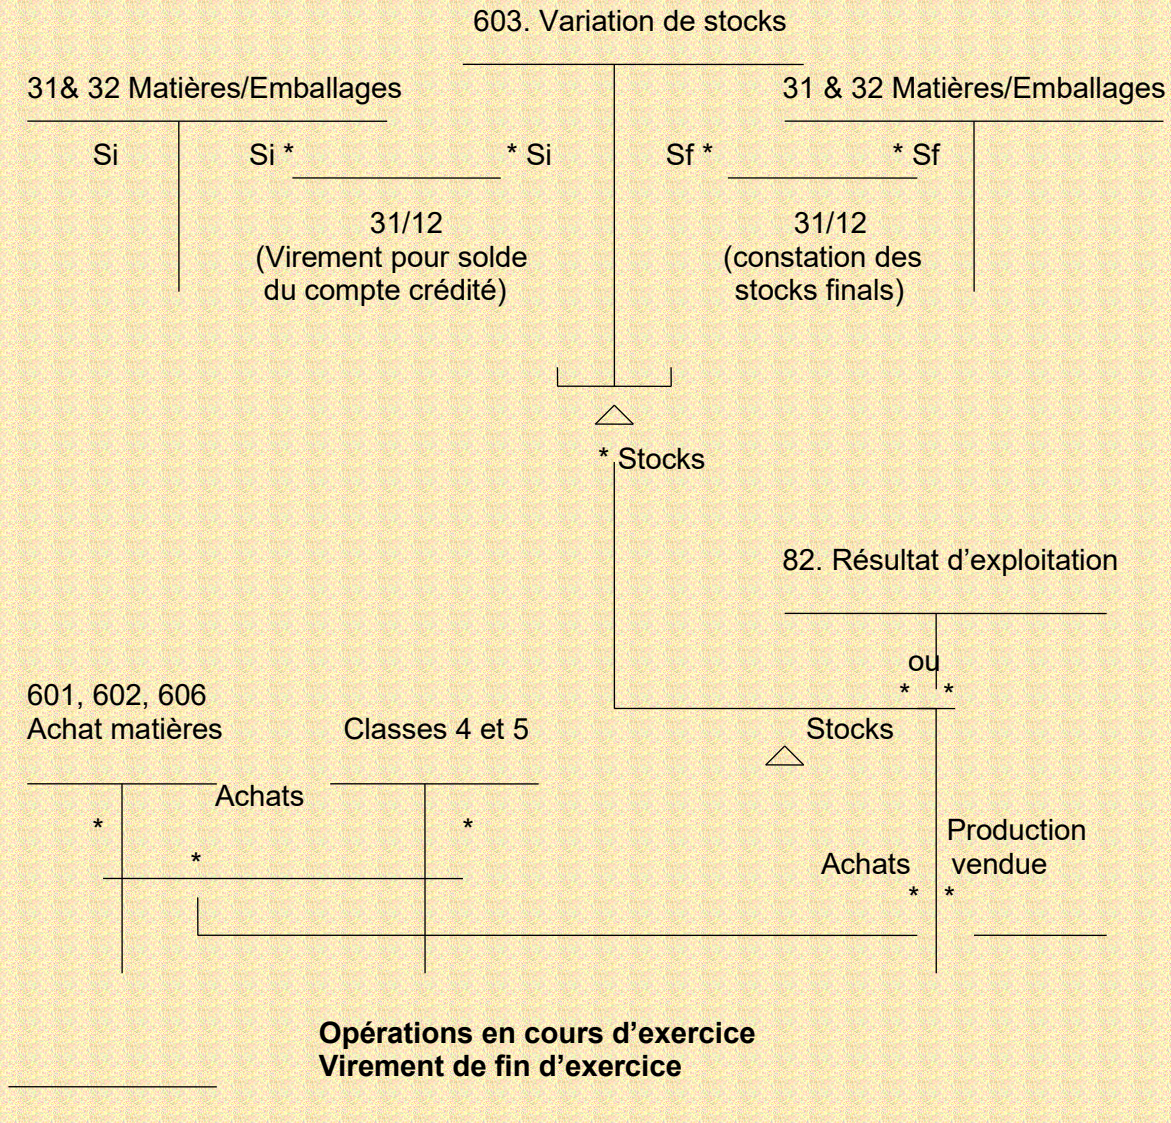 603. Variation de stocks
31& 32 Matières/Emballages
31 & 32 Matières/Emballages
Si
Si *
* Si
Sf *
* Sf
31/12
(Virement pour solde
du compte crédité)
31/12
(constation des
stocks finals)
* Stocks
82. Résultat d’exploitation
ou
* *
601, 602, 606
Achat matières
Classes 4 et 5
Stocks
Achats
*
*
*
Production
Achats
vendue
* *
Opérations en cours d’exercice
Virement de fin d’exercice